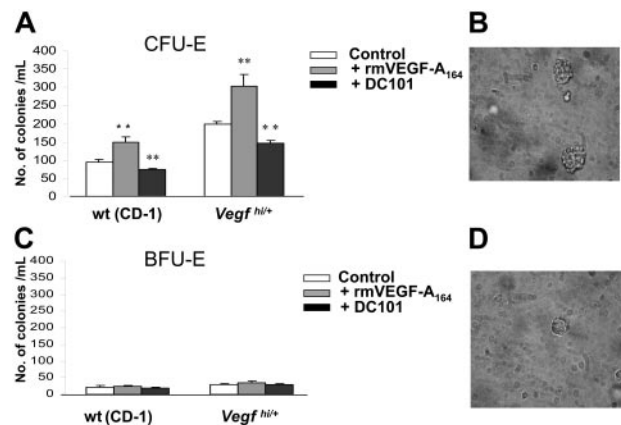 A
CFU-E
No. of colonies /mL
400
350
300
250
200
150
100
50
0
**
**
**
**
wt (CD-1)
Vegf hi/+
Control
+ rmVEGF-A164
+ DC101
B
C
BFU-E
No. of colonies /mL
400
350
300
250
200
150
100
50
0
wt (CD-1)
Vegf hi/+
Control
+ rmVEGF-A164
+ DC101
D